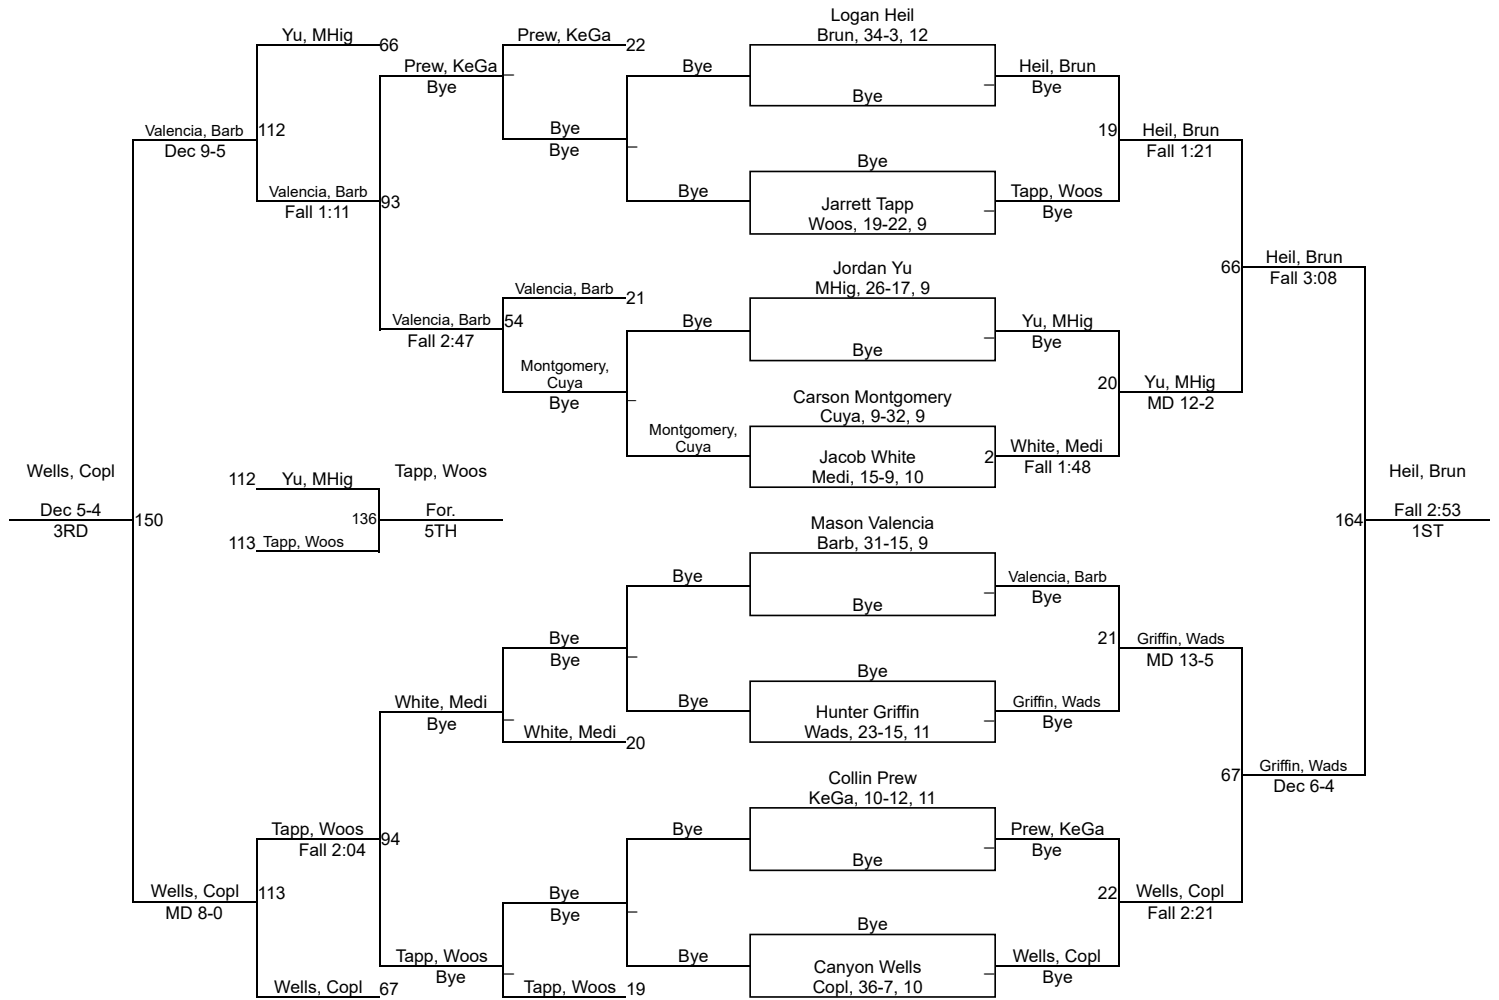 Logan Heil
Yu, MHig
66
Prew, KeGa
22
Brun, 34-3, 12
Prew, KeGa
Bye
Bye
Heil, Brun
Bye
Bye
Valencia, Barb
112
Dec 9-5
Bye
Bye
19
Heil, Brun
Fall 1:21
Bye
Valencia, Barb
93
Fall 1:11
Bye
Jarrett Tapp
Woos, 19-22, 9
Tapp, Woos
Bye
Jordan Yu
MHig, 26-17, 9
66
Heil, Brun
Fall 3:08
Valencia, Barb
21
Valencia, Barb
54
Fall 2:47
Bye
Bye
Yu, MHig
Bye
Montgomery,
Cuya
Bye
20
Yu, MHig
MD 12-2
Carson Montgomery
Cuya, 9-32, 9
Montgomery,
Cuya
Jacob White
Medi, 15-9, 10
2
White, Medi
Fall 1:48
Wells, Copl
Dec 5-4
3RD
150
112
Yu, MHig
113
Tapp, Woos
136
Tapp, Woos
For.
5TH
164
Heil, Brun
Fall 2:53
1ST
Mason Valencia
Barb, 31-15, 9
Bye
Bye
Valencia, Barb
Bye
Bye
Bye
21
Griffin, Wads
MD 13-5
Bye
White, Medi
Bye
Bye
Hunter Griffin
Wads, 23-15, 11
Griffin, Wads
Bye
White, Medi
20
67
Griffin, Wads
Dec 6-4
Collin Prew
KeGa, 10-12, 11
Tapp, Woos
94
Fall 2:04
Bye
Bye
Prew, KeGa
Bye
Wells, Copl
113
MD 8-0
Bye
Bye
22
Wells, Copl
Fall 2:21
Bye
Tapp, Woos
Bye
Bye
Canyon Wells
Copl, 36-7, 10
Wells, Copl
Bye
Wells, Copl
67
Tapp, Woos
19